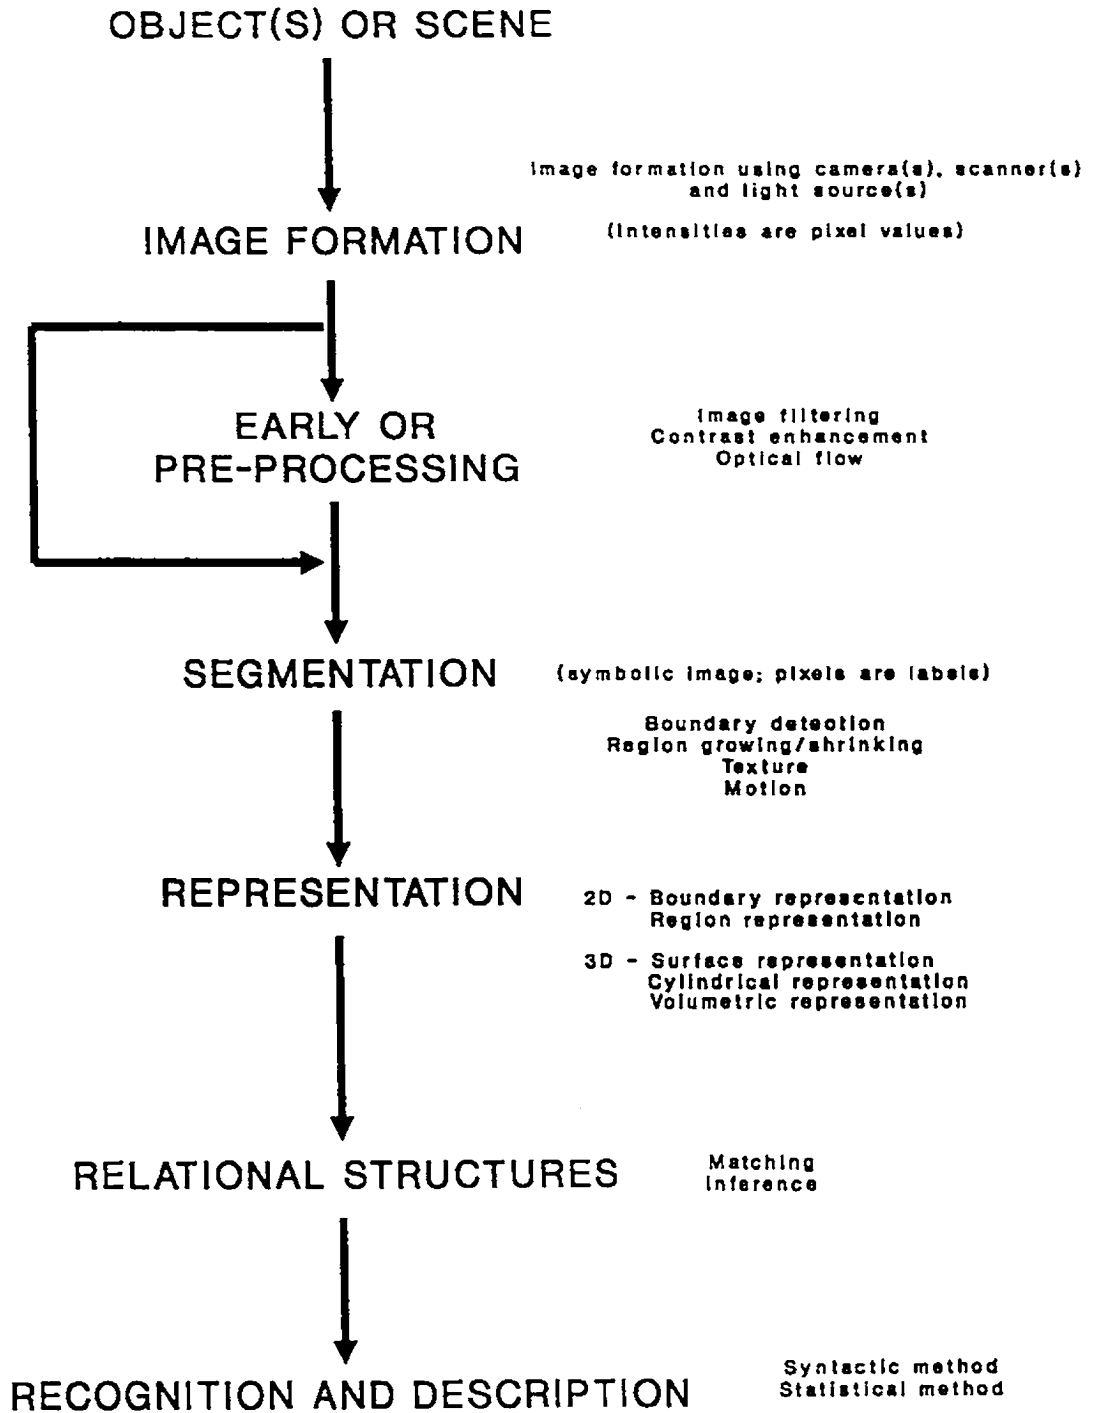 OBJECT(S) OR SCENE
Image formation using camera(s), scanner(s)
and light source(s)
IMAGE FORMATION
(intensities are pixel values)
EARLY OR
PRE-PROCESSING
Image filtering
Contrast enhancement
Optical flow
SEGMENTATION
(symbolic image; pixels are labels)
Boundary detection
Region growing/shrinking
Texture
Motion
REPRESENTATION
2D - Boundary representation
Region representation
3D - Surface representation
Cylindrical representation
Volumetric representation
RELATIONAL STRUCTURES
Matching
Inference
RECOGNITION AND DESCRIPTION
Syntactic method
Statistical method